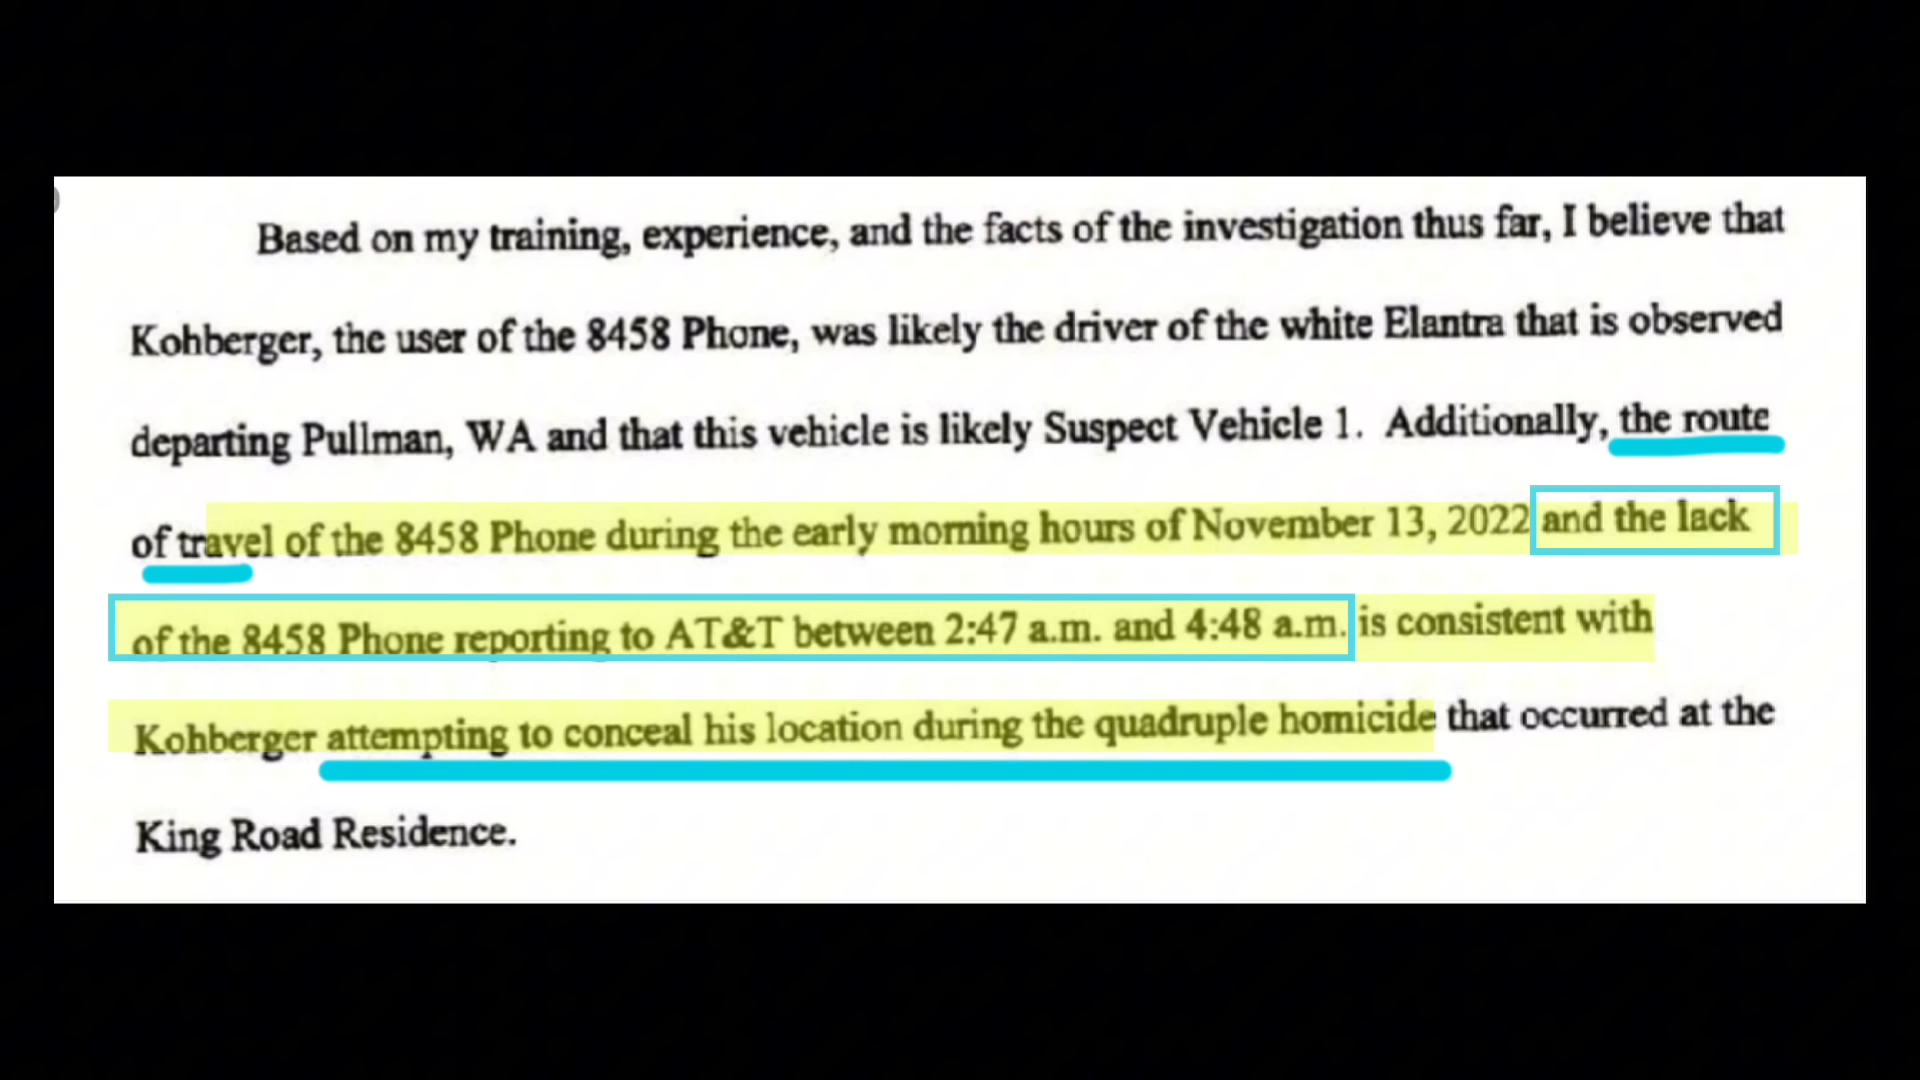 Based on my training, experience, and the facts of the investigation thus far, I believe that
Kohberger, the user of the 8458 Phone, was likely the driver of the white Elantra that is observed
departing Pullman, WA and that this vehicle is likely Suspect Vehicle 1. Additionally, the route
of travel of the 8458 Phone during the early morning hours of November 13, 2022 and the lack
of the 8458 Phone reporting to AT&T between 2:47 a.m. and 4:48 a.m. is consistent with
Kohberger attempting to conceal his location during the quadruple homicide that occurred at the
King Road Residence.